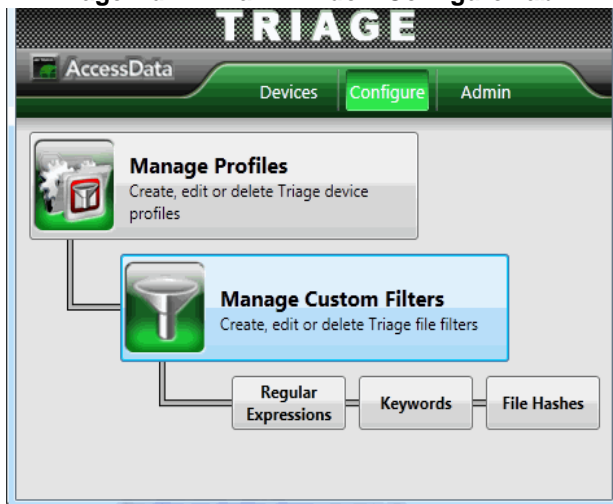 TRIAGE
AccessData
Devices Configure Admin
Manage Profiles
Create, edit or delete Triage device
profiles
Manage Custom Filters
Create, edit or delete Triage file filters
Regular
Expressions
Keywords
File Hashes